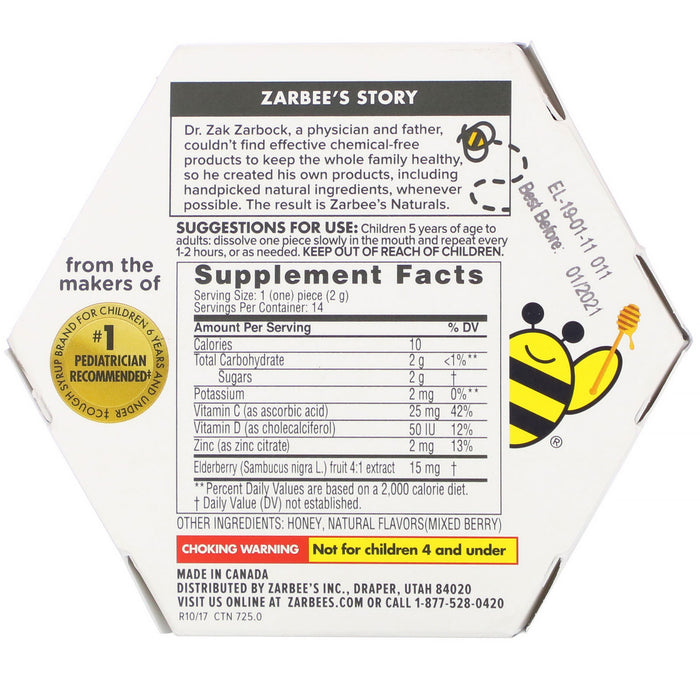 ZARBEE'S STORY
Dr. Zak Zarbock, a physician and father,
couldn't find effective chemical-free
products to keep the whole family healthy,
so he created his own products, including
handpicked natural ingredients, whenever
possible. The result is Zarbee's Naturals.
SUGGESTIONS FOR USE: Children 5 years of age to
adults: dissolve one piece slowly in the mouth and repeat every
1-2 hours, or as needed. KEEP OUT OF REACH OF CHILDREN.
EL-19-01-11 011
Best Before: 01/2021
from the
makers of
#1
PEDIATRICIAN
RECOMMENDED‡
COUGH SYRUP BRAND FOR CHILDREN 6 YEARS AND UNDER ‡
Supplement Facts
Serving Size: 1 (one) piece (2 g)
Servings Per Container: 14
Amount Per Serving % DV
Calories 10
Total Carbohydrate 2 g <1%**
Sugars 2 g †
Potassium 2 mg 0%**
Vitamin C (as ascorbic acid) 25 mg 42%
Vitamin D (as cholecalciferol) 50 IU 12%
Zinc (as zinc citrate) 2 mg 13%
Elderberry (Sambucus nigra L.) fruit 4:1 extract 15 mg †
**Percent Daily Values are based on a 2,000 calorie diet.
† Daily Value (DV) not established.
®
OTHER INGREDIENTS: HONEY, NATURAL FLAVORS(MIXED BERRY)
CHOKING WARNING Not for children 4 and under
MADE IN CANADA
DISTRIBUTED BY ZARBEE'S INC., DRAPER, UTAH 84020
VISIT US ONLINE AT ZARBEES.COM OR CALL 1-877-528-0420
R10/17 CTN 725.0